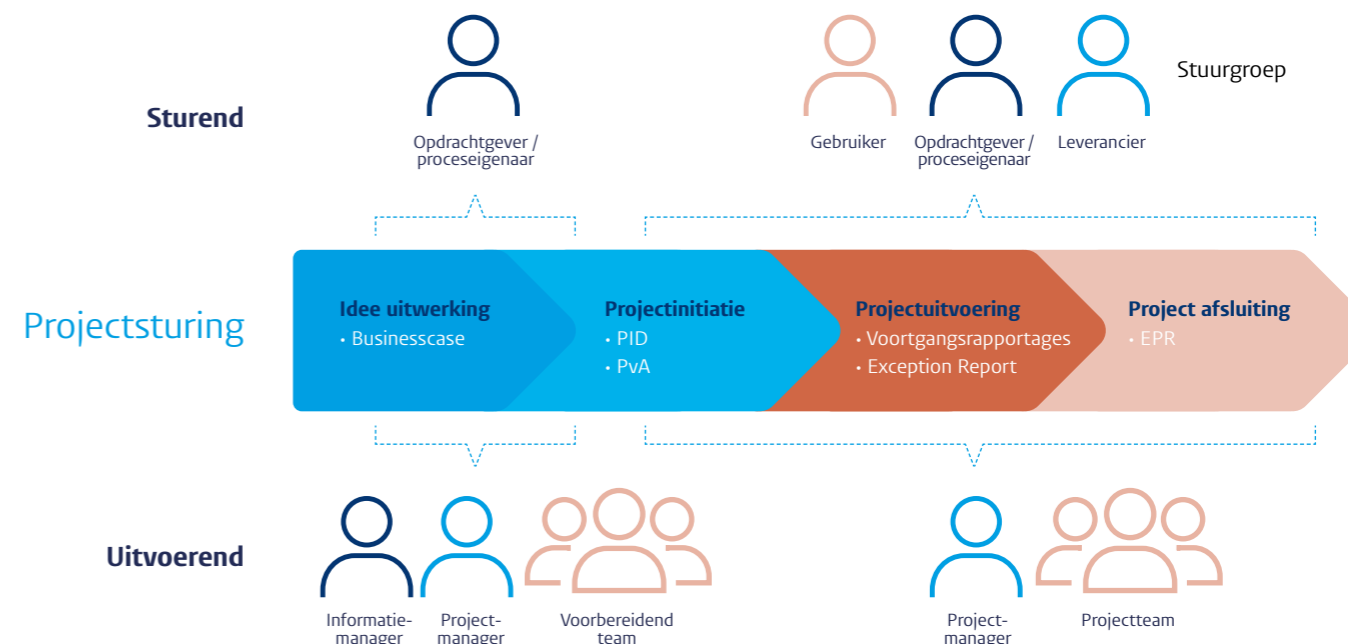 Stuurgroep
Sturend
Opdrachtgever /
proceseigenaar
Gebruiker
Opdrachtgever /
proceseigenaar
Leverancier
Projectsturing
Idee uitwerking
• Businesscase
Projectinitiatie
• PID
• PvA
Projectuitvoering
• Voortgangsrapportages
• Exception Report
Project afsluiting
• EPR
Uitvoerend
Informatie-
manager
Project-
manager
Voorbereidend
team
Project-
manager
Projectteam